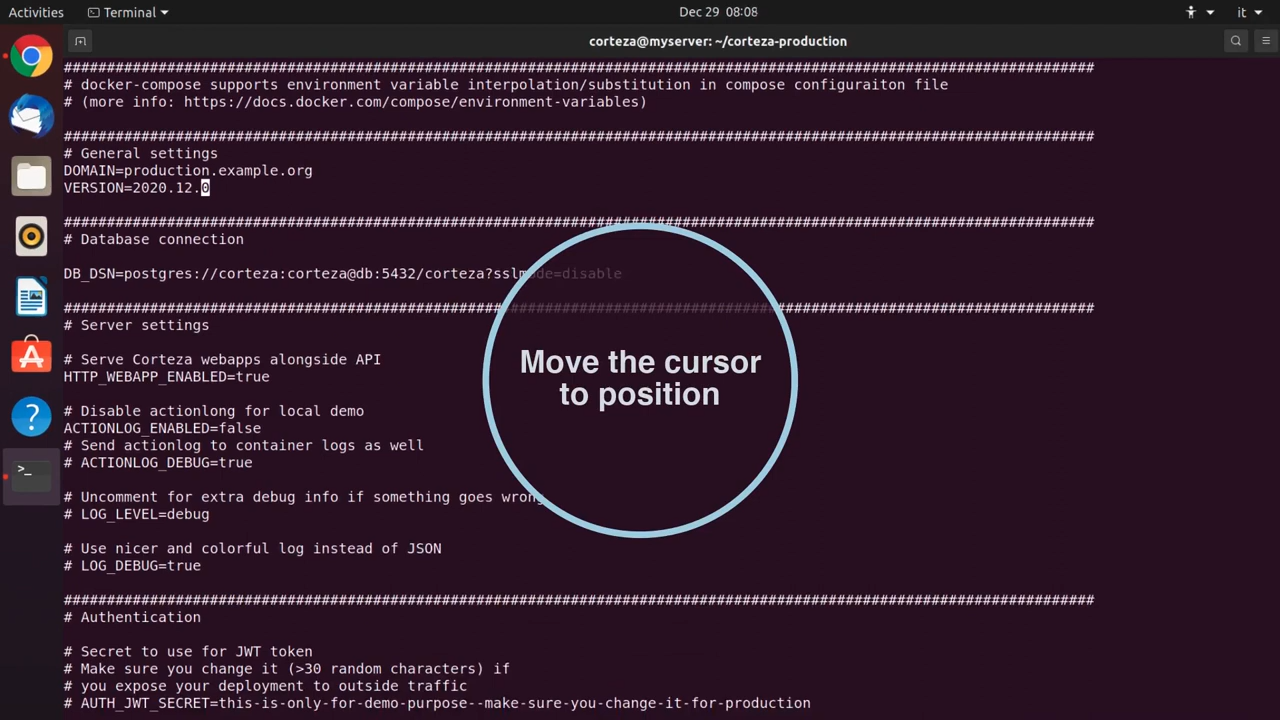 Activities Terminal Dec 29 08:08 it
corteza@myserver: ~/corteza-production
########################################################################################################################
# docker-compose supports environment variable interpolation/substitution in compose configuraiton file
# (more info: https://docs.docker.com/compose/environment-variables)
########################################################################################################################
# General settings
DOMAIN=production.example.org
VERSION=2020.12.0
########################################################################################################################
# Database connection
DB_DSN=postgres://corteza:corteza@db:5432/corteza?sslmode=disable
########################################################################################################################
# Server settings
# Serve Corteza webapps alongside API
HTTP_WEBAPP_ENABLED=true
Move the cursor
to position
# Disable actionlong for local demo
ACTIONLOG_ENABLED=false
# Send actionlog to container logs as well
# ACTIONLOG_DEBUG=true
# Uncomment for extra debug info if something goes wrong
# LOG_LEVEL=debug
# Use nicer and colorful log instead of JSON
# LOG_DEBUG=true
########################################################################################################################
# Authentication
# Secret to use for JWT token
# Make sure you change it (>30 random characters) if
# you expose your deployment to outside traffic
# AUTH_JWT_SECRET=this-is-only-for-demo-purpose--make-sure-you-change-it-for-production